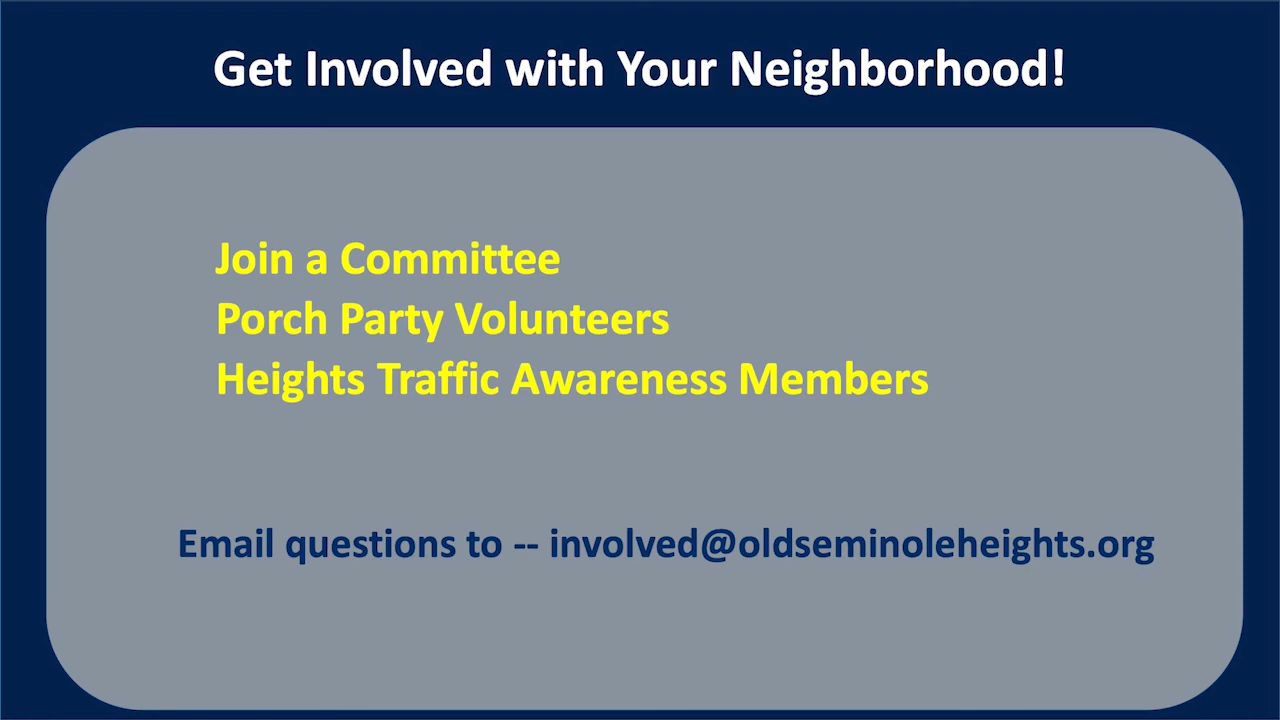 Get Involved with Your Neighborhood!
Join a Committee
Porch Party Volunteers
Heights Traffic Awareness Members
Email questions to -- involved@oldseminoleheights.org